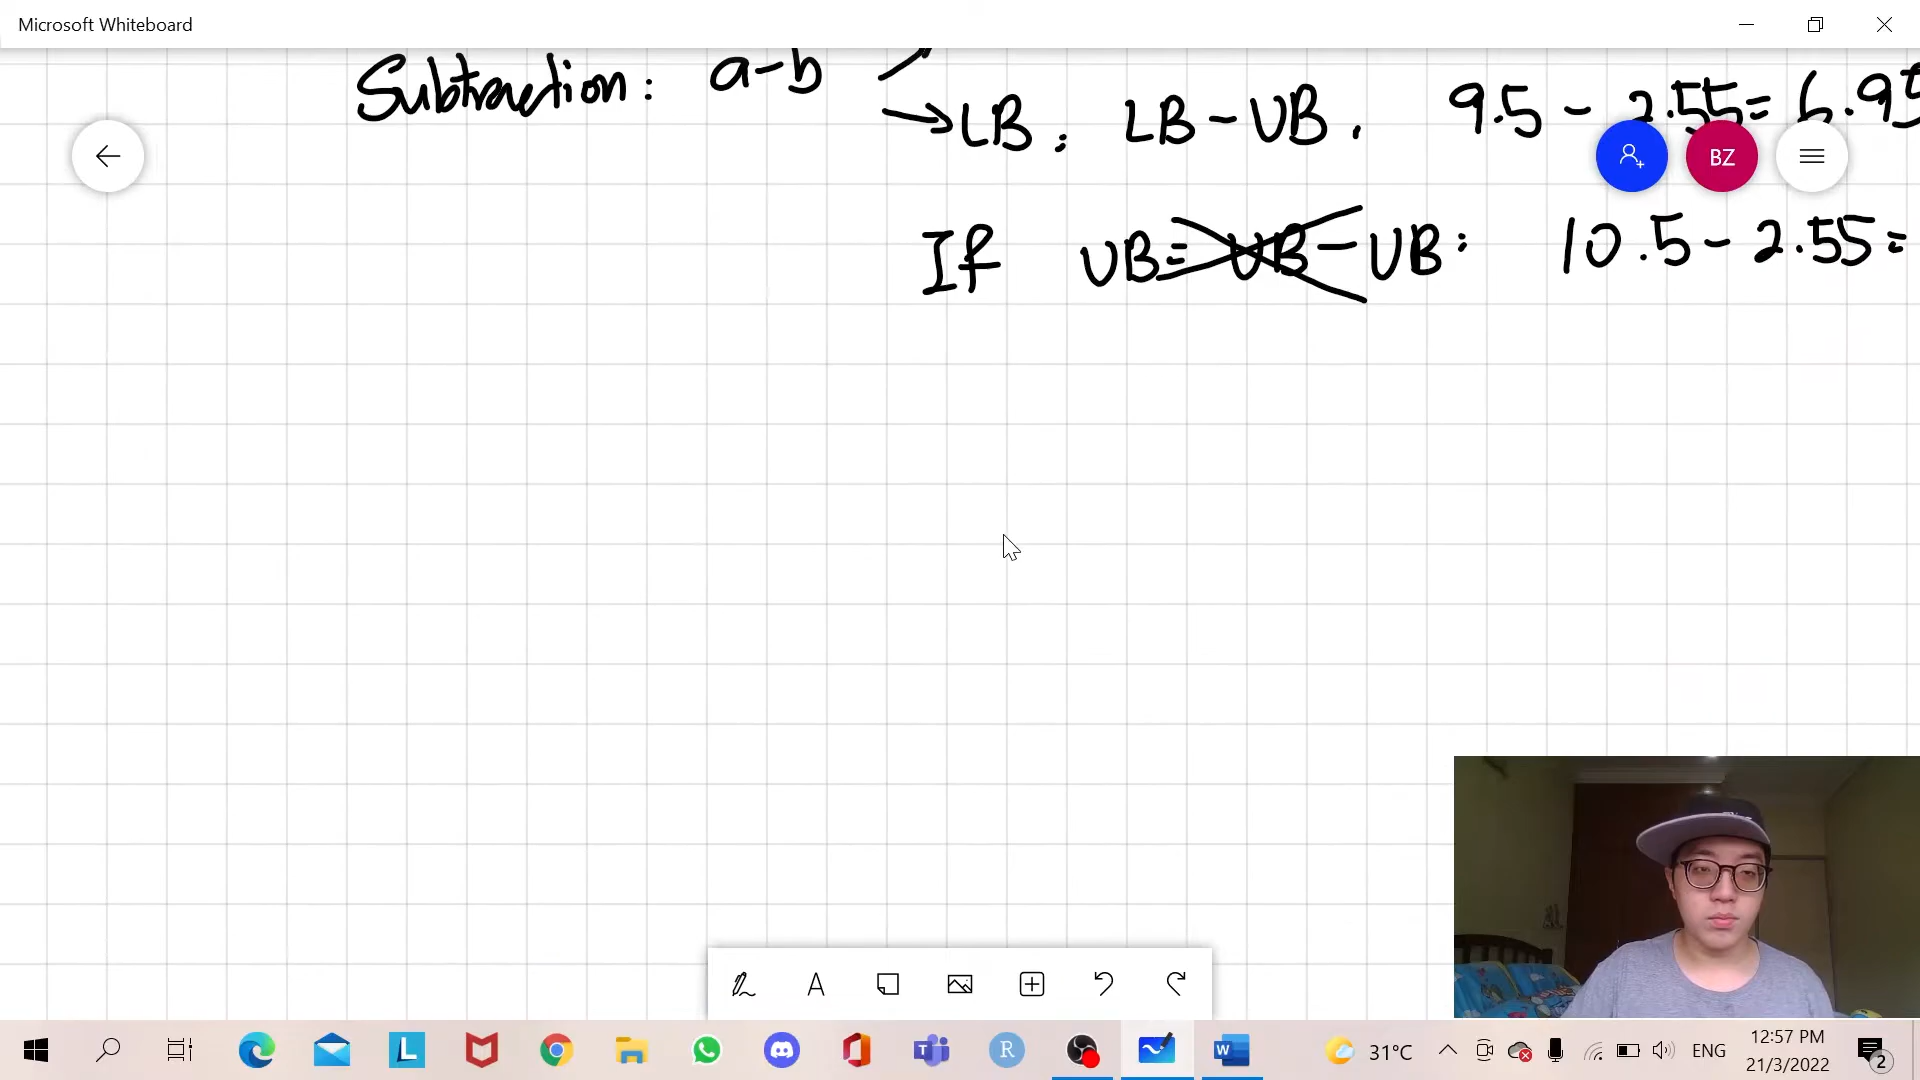 Microsoft Whiteboard
Subtraction: a-b
→ LB: LB-UB. 9.5 - 2.55= 6.95
BZ
If UB= UB-UB: 10.5- 2.55=
31°C
ENG
12:57 PM
21/3/2022
2